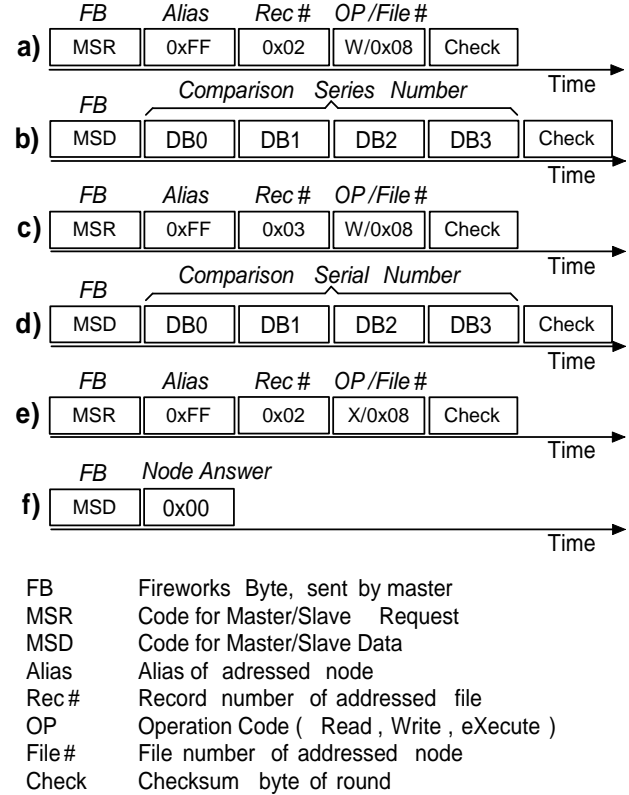 FB Alias Rec # OP /File #
a) MSR 0xFF 0x02 W/0x08 Check
Time
Comparison Series Number
FB
b) MSD DB0 DB1 DB2 DB3 Check
Time
FB Alias Rec # OP /File #
c) MSR 0xFF 0x03 W/0x08 Check
Time
Comparison Serial Number
FB
d) MSD DB0 DB1 DB2 DB3 Check
Time
FB Alias Rec # OP /File #
e) MSR 0xFF 0x02 X/0x08 Check
Time
FB Node Answer
f) MSD 0x00
Time
FB Fireworks Byte, sent by master
MSR Code for Master/Slave Request
MSD Code for Master/Slave Data
Alias Alias of adressed node
Rec # Record number of addressed file
OP Operation Code ( Read , Write , eXecute )
File # File number of addressed node
Check Checksum byte of round